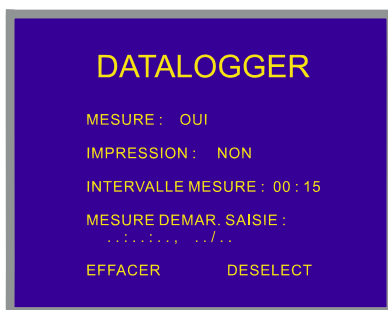 DATALOGGER
MESURE : OUI
IMPRESSION : NON
INTERVALLE MESURE : 00 : 15
MESURE DEMAR. SAISIE :
. . : . . : . . , . . / . .
EFFACER DESELECT